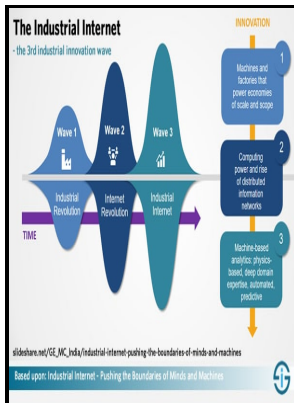 The Industrial Internet
- the 3rd industrial innovation wave
INNOVATION
Wave 1
Wave 2
Wave 3
Industrial
Revolution
Internet
Revolution
Industrial
Internet
TIME
1
Machines and
factories that
power economies
of scale and scope
2
Computing
power and rise of
distributed
information
networks
3
Machine-based
analytics: physics-
based, deep domain
expertise, automated,
predictive
slideshare.net/GE_MC_India/industrial-internet-pushing-the-boundaries-of-minds-and-machines
Based upon: Industrial Internet - Pushing the Boundaries of Minds and Machines